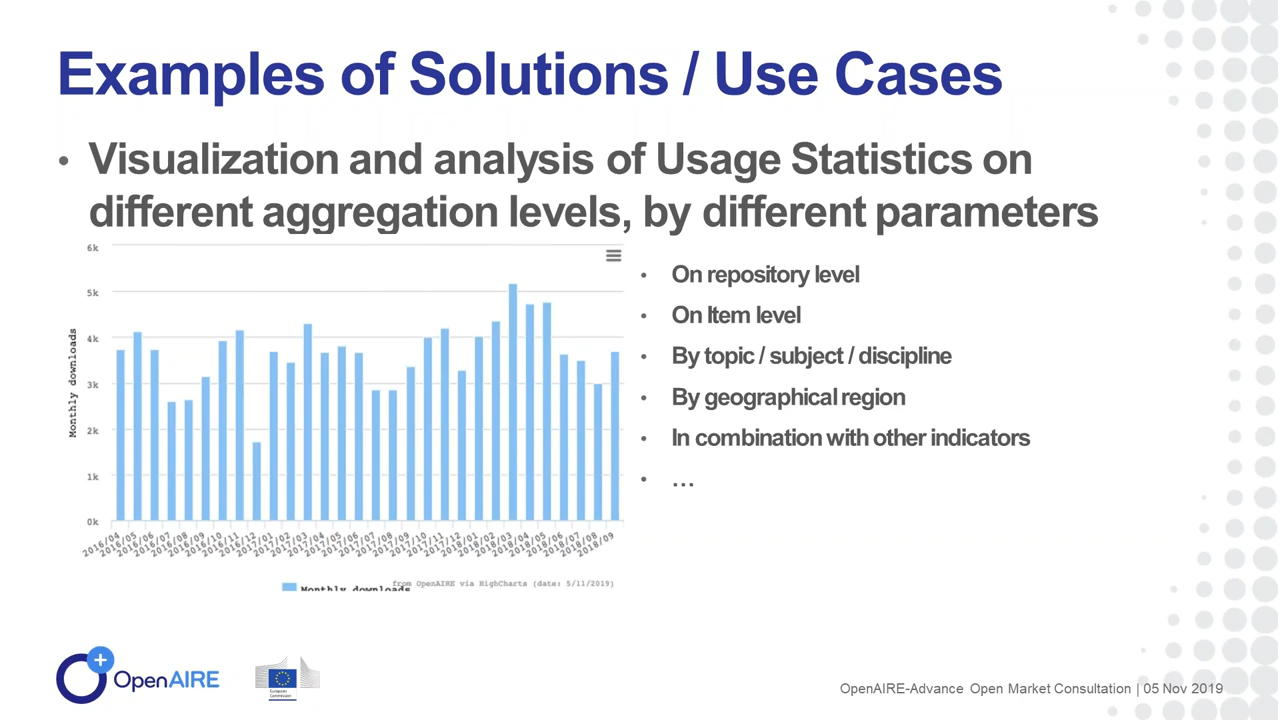 Examples of Solutions / Use Cases
• Visualization and analysis of Usage Statistics on
different aggregation levels, by different parameters
6k
5k
4k
3k
2k
1k
0k
Monthly downloads
2016/04
2016/05
2016/06
2016/07
2016/08
2016/09
2016/10
2016/11
2016/12
2017/01
2017/02
2017/03
2017/04
2017/05
2017/06
2017/07
2017/08
2017/09
2017/10
2017/11
2017/12
2018/01
2018/02
2018/03
2018/04
2018/05
2018/06
2018/07
2018/08
2018/09
Monthly downloads
from OpenAIRE via HighCharts (date: 5/11/2019)
• On repository level
• On Item level
• By topic / subject / discipline
• By geographical region
• In combination with other indicators
• …
OpenAIRE
European
Commission
OpenAIRE-Advance Open Market Consultation | 05 Nov 2019